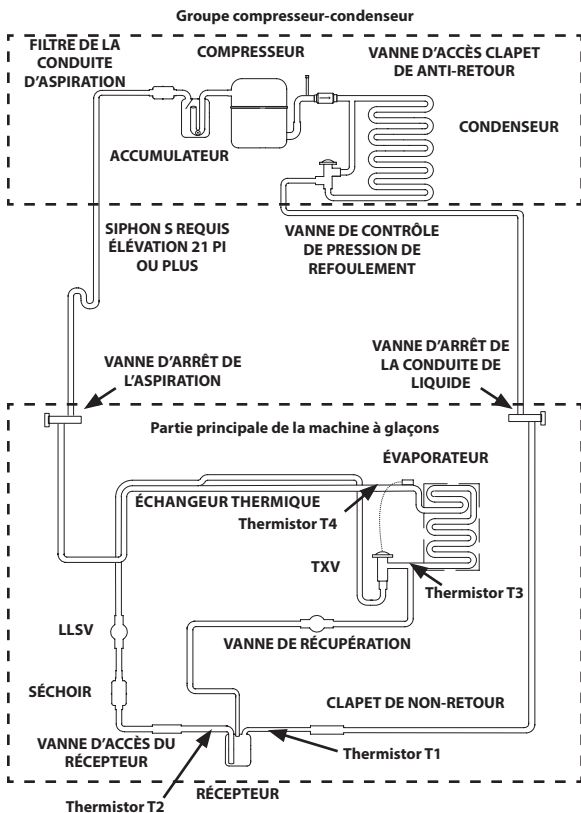 Groupe compresseur-condenseur
FILTRE DE LA
CONDUITE
D'ASPIRATION
COMPRESSEUR
VANNE D'ACCÈS CLAPET
DE ANTI-RETOUR
CONDENSEUR
ACCUMULATEUR
SIPHON S REQUIS
ÉLÉVATION 21 PI
OU PLUS
VANNE DE CONTRÔLE
DE PRESSION DE
REFOULEMENT
VANNE D'ARRÊT DE
L'ASPIRATION
VANNE D'ARRÊT DE
LA CONDUITE DE
LIQUIDE
Partie principale de la machine à glaçons
ÉVAPORATEUR
ÉCHANGEUR THERMIQUE
Thermistor T4
TXV
Thermistor T3
LLSV
VANNE DE RÉCUPÉRATION
SÉCHOIR
CLAPET DE NON-RETOUR
VANNE D'ACCÈS DU
RÉCEPTEUR
Thermistor T1
RÉCEPTEUR
Thermistor T2